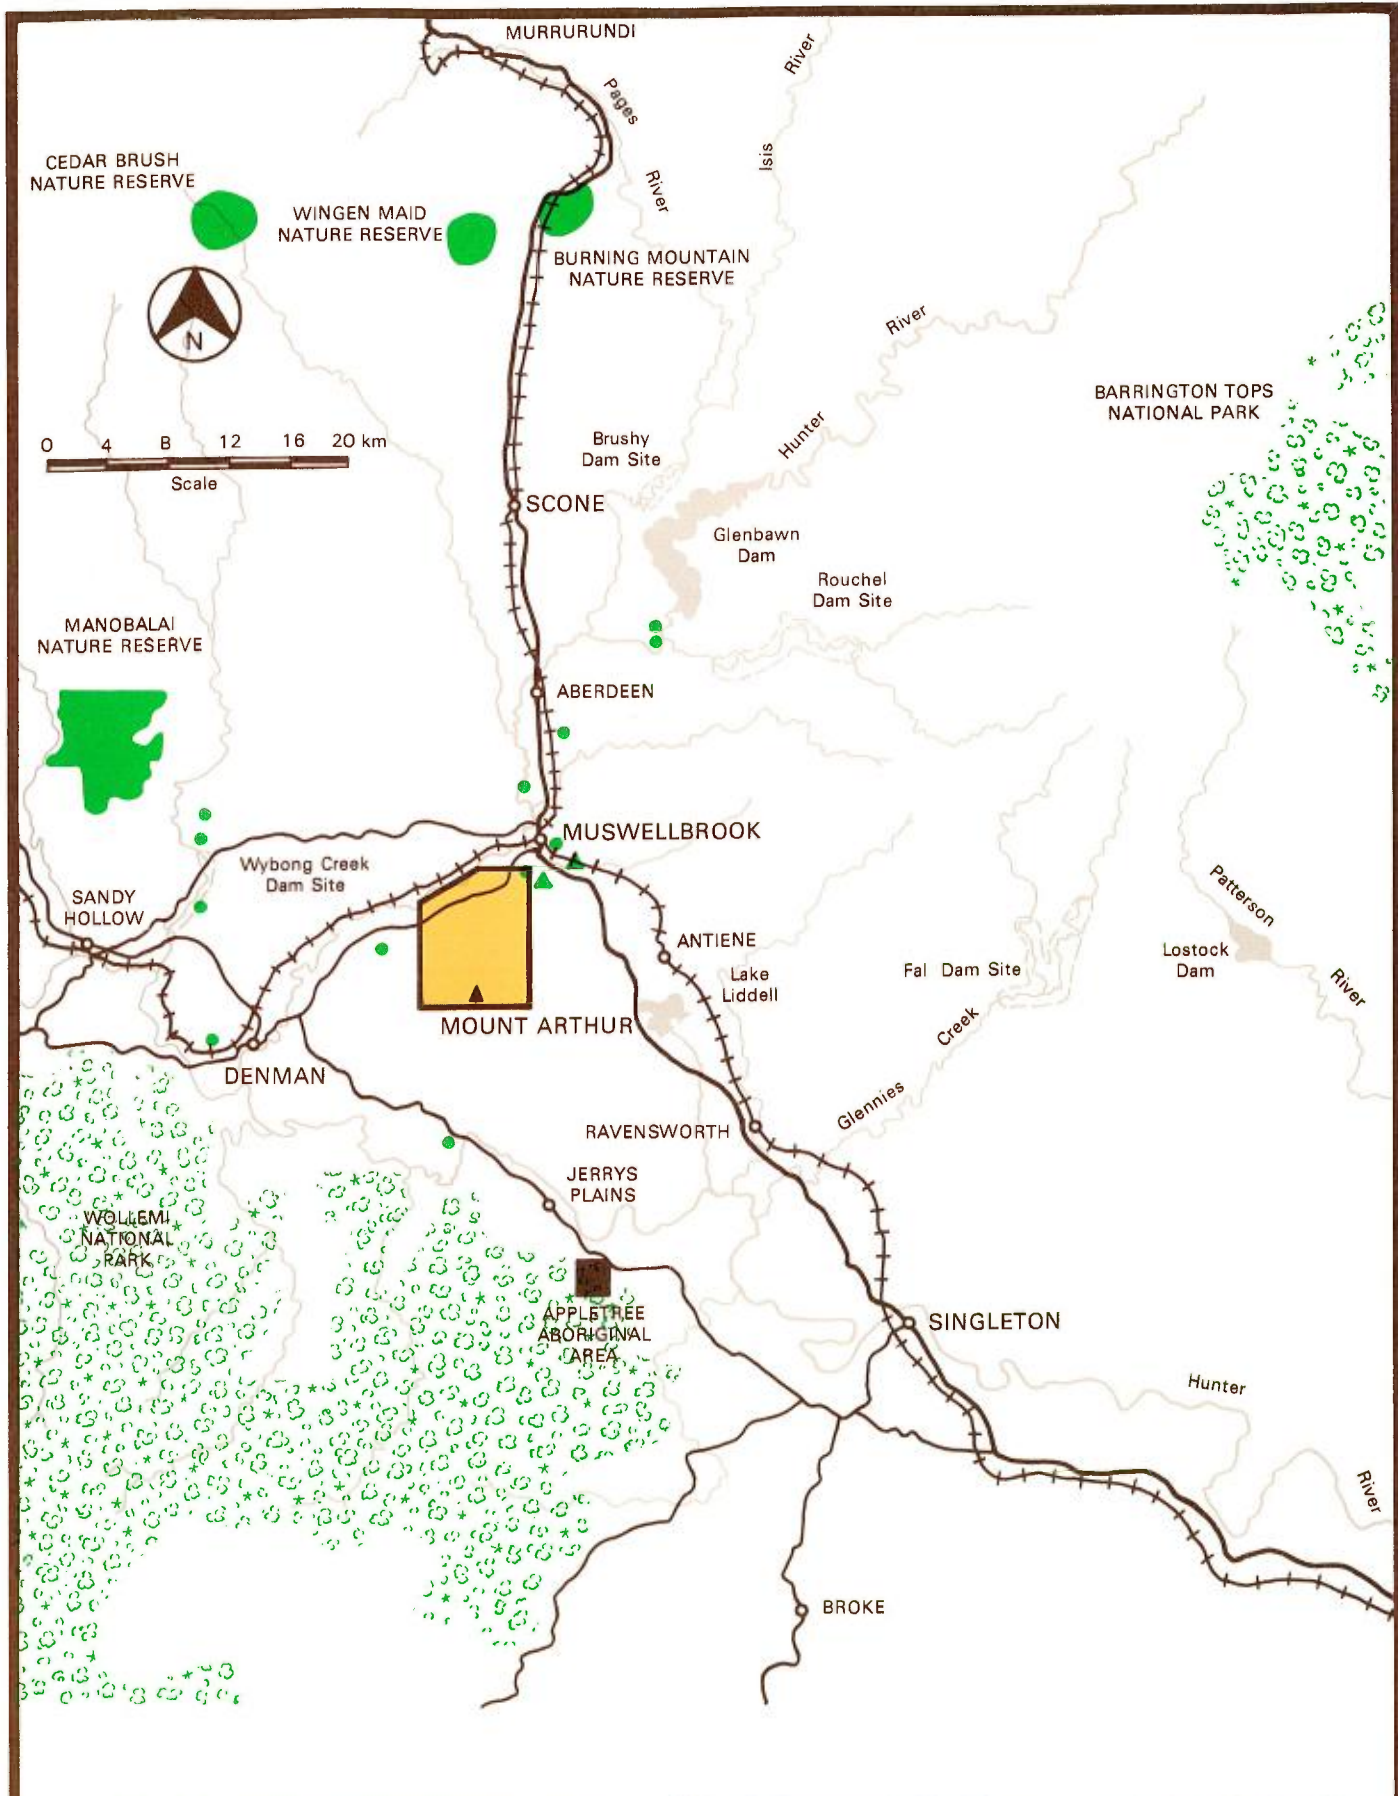 MURRURUNDI
River
Pages
Isis
River
CEDAR BRUSH
NATURE RESERVE
WINGEN MAID
NATURE RESERVE
BURNING MOUNTAIN
NATURE RESERVE
N
River
BARRINGTON TOPS
NATIONAL PARK
Hunter
0 4 8 12 16 20 km
Scale
Brushy
Dam Site
SCONE
Glenbawn
Dam
Rouchel
Dam Site
MANOBALAI
NATURE RESERVE
ABERDEEN
MUSWELLBROOK
Wybong Creek
Dam Site
SANDY
HOLLOW
Patterson
ANTIENE
Lake
Liddell
Fal Dam Site
Lostock
Dam
River
MOUNT ARTHUR
Creek
DENMAN
Glennies
RAVENSWORTH
JERRYS
PLAINS
WOLLEMI
NATIONAL
PARK
APPLETREE
ABORIGINAL
AREA
SINGLETON
Hunter
River
BROKE